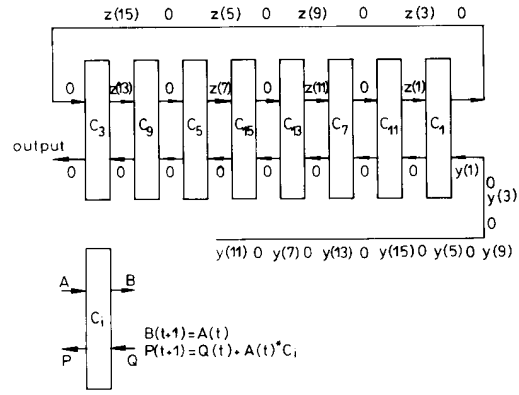 z(15) 0 z(5) 0 z(9) 0 z(3) 0
0 z(13) 0 z(7) 0 z(11) 0 z(1)
C3 C9 C5 C15 C13 C7 C11 C1
output
0 0 0 0 0 0 0 0 y(1)
0
y(3)
0
y(11) 0 y(7) 0 y(13) 0 y(15) 0 y(5) 0 y(9)
A B
Ci
B(t+1)=A(t)
P(t+1)=Q(t)+A(t)*Ci
P Q